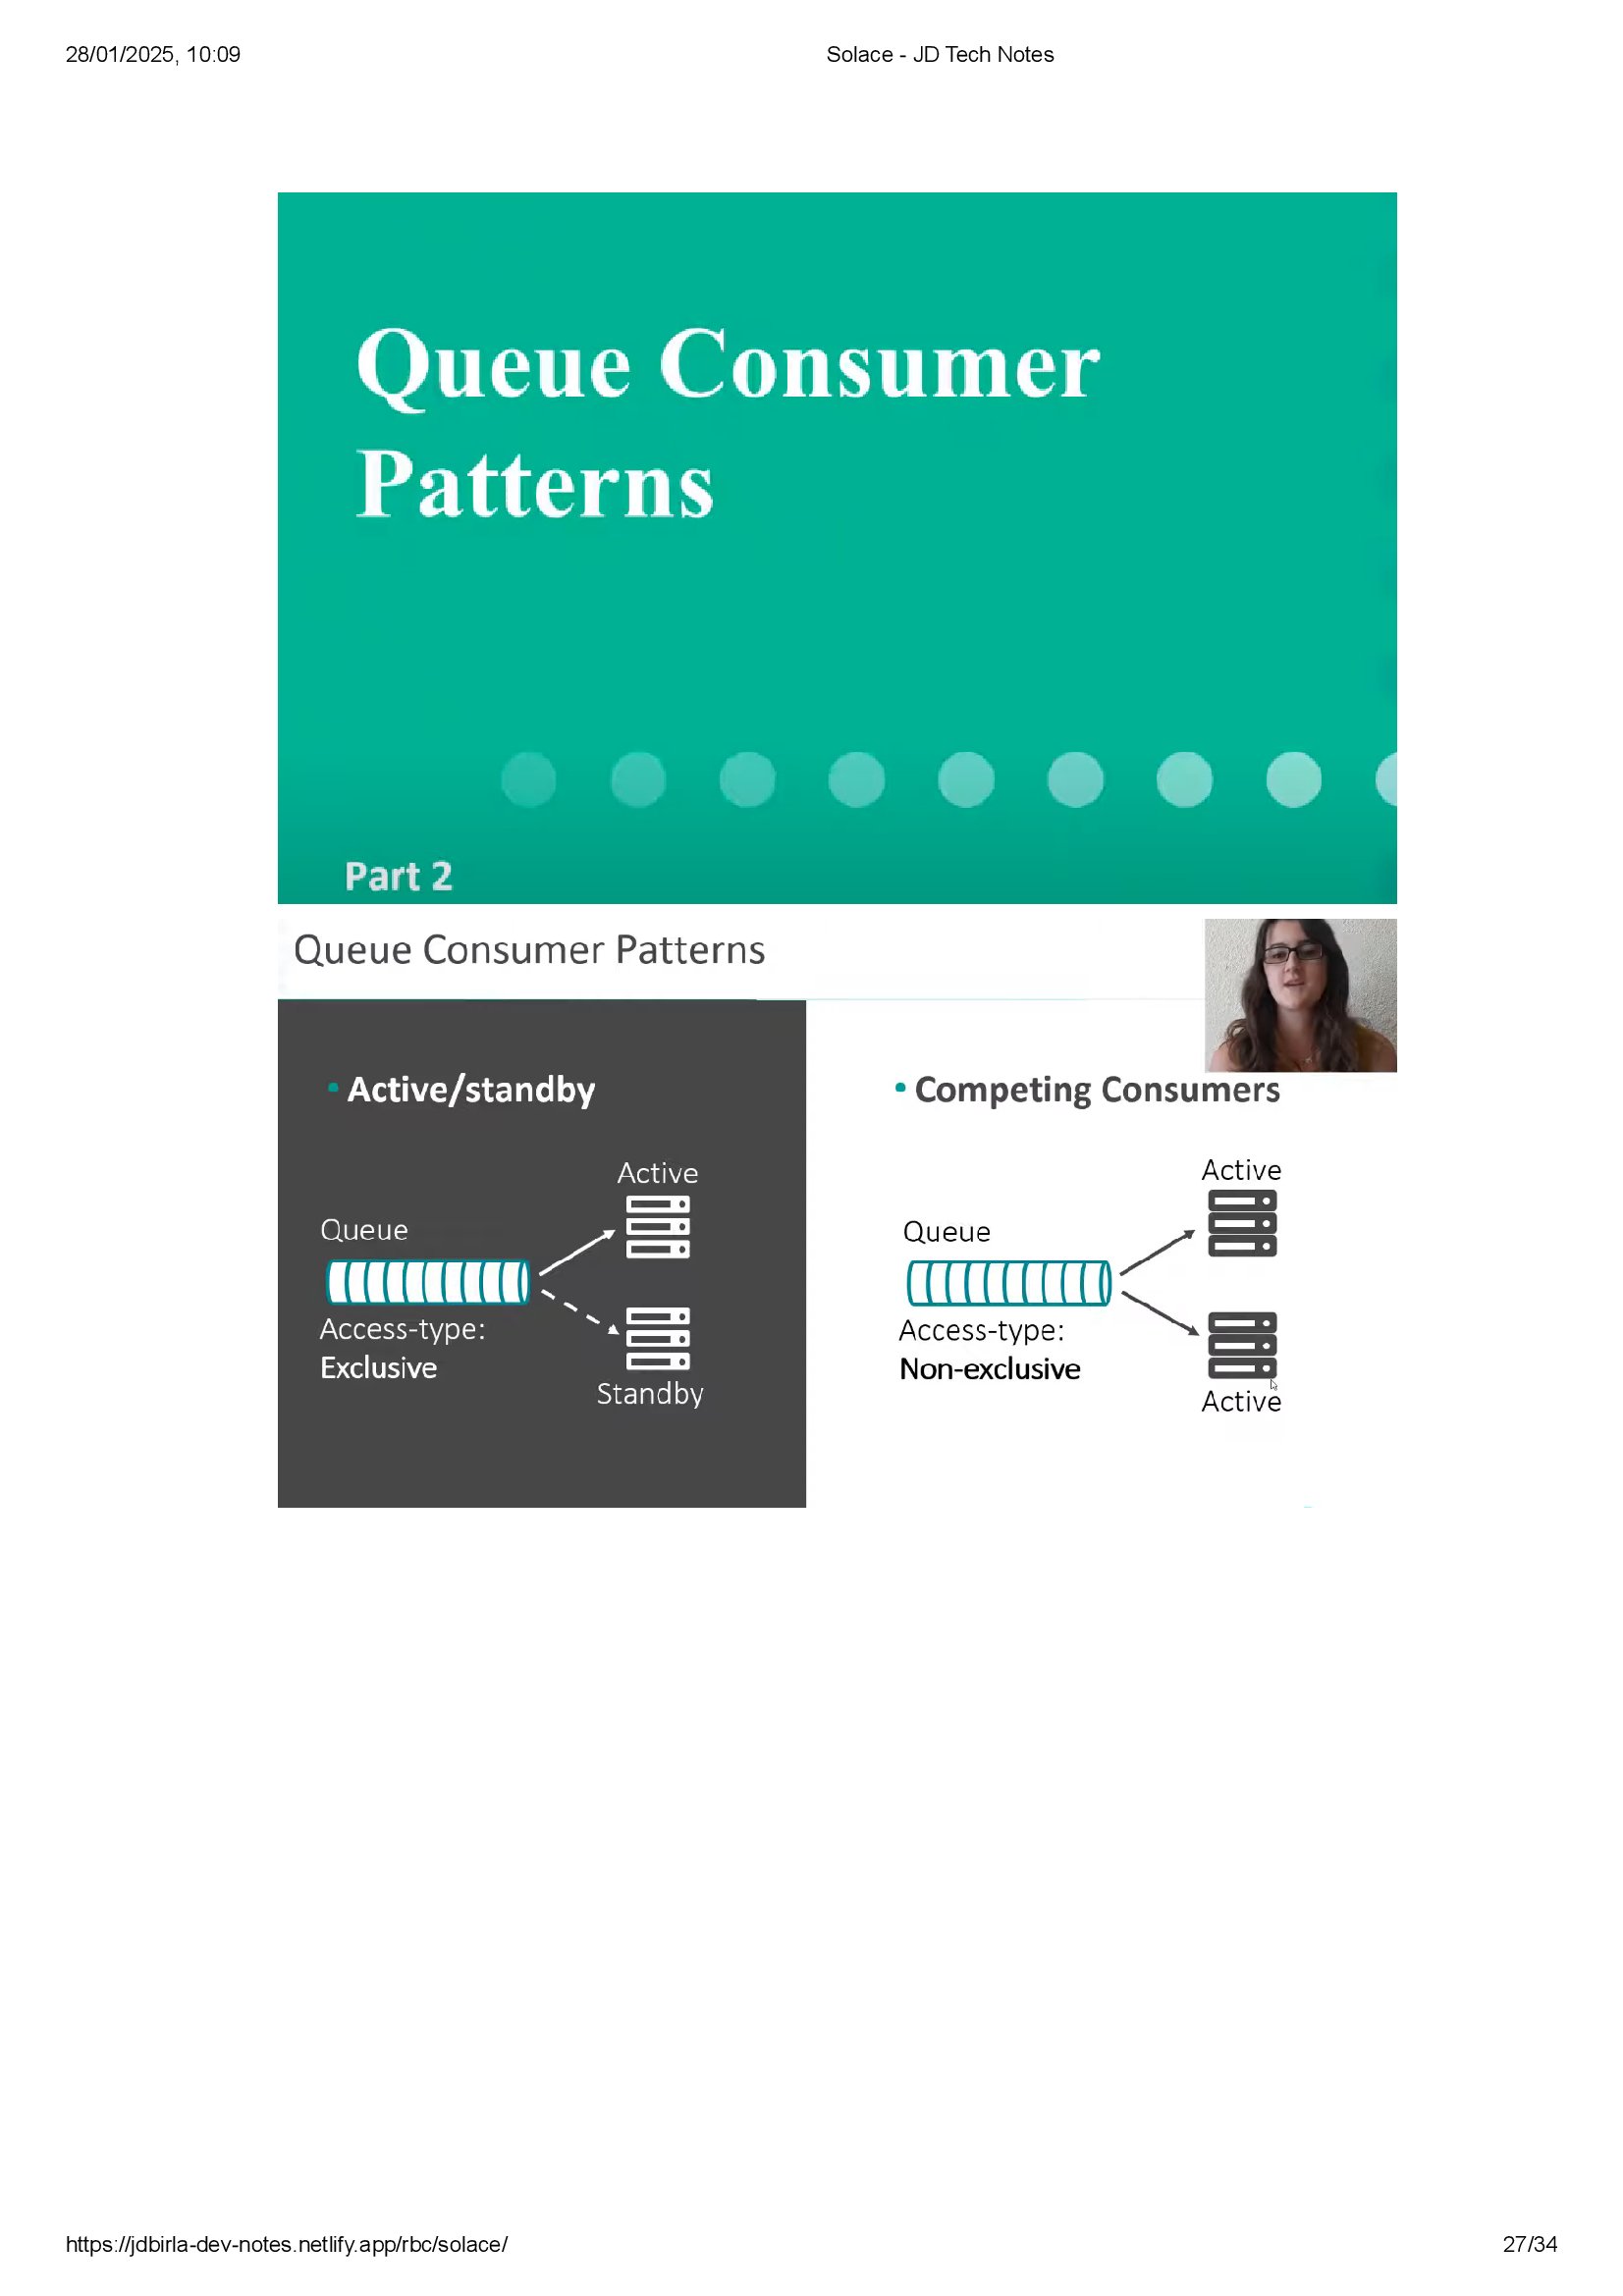 28/01/2025, 10:09
Solace - JD Tech Notes
Queue Consumer
Patterns
Part 2
Queue Consumer Patterns
• Active/standby
Active
Queue
Access-type:
Exclusive
Standby
• Competing Consumers
Active
Queue
Access-type:
Non-exclusive
Active
https://jdbirla-dev-notes.netlify.app/rbc/solace/
27/34